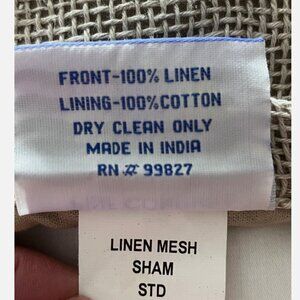 FRONT-100% LINEN
LINING-100% COTTON
DRY CLEAN ONLY
MADE IN INDIA
RN # 99827
LINEN MESH
SHAM
STD